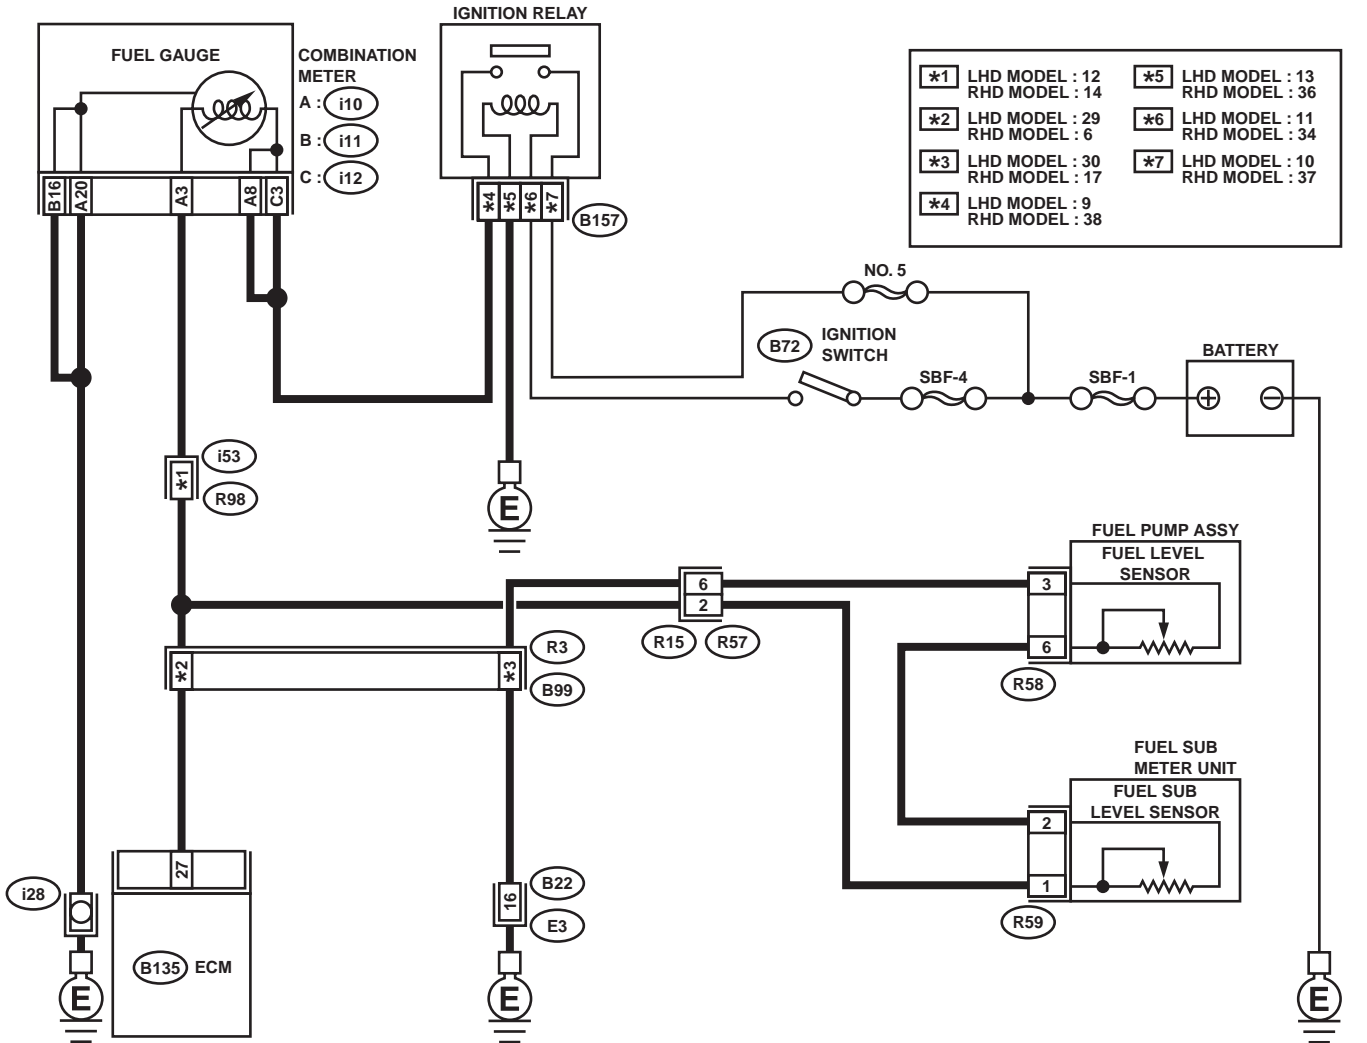 IGNITION RELAY
FUEL GAUGE
COMBINATION
METER
A : i10
B : i11
C : i12
B16
A20
A3
A8
C3
*4
*5
*6
*7
B157
*1 LHD MODEL : 12
RHD MODEL : 14
*2 LHD MODEL : 29
RHD MODEL : 6
*3 LHD MODEL : 30
RHD MODEL : 17
*4 LHD MODEL : 9
RHD MODEL : 38
*5 LHD MODEL : 13
RHD MODEL : 36
*6 LHD MODEL : 11
RHD MODEL : 34
*7 LHD MODEL : 10
RHD MODEL : 37
NO. 5
B72
IGNITION
SWITCH
SBF-4
SBF-1
BATTERY
+
−
i53
*1
R98
E
FUEL PUMP ASSY
FUEL LEVEL
SENSOR
6
2
3
6
R15
R57
R58
R3
*2
*3
B99
FUEL SUB
METER UNIT
FUEL SUB
LEVEL SENSOR
2
1
R59
27
i28
B22
16
E3
B135
ECM
E
E
E